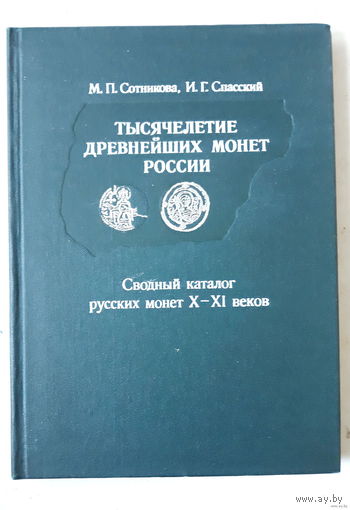 М. П. Сотникова, И. Г. Спасский
ТЫСЯЧЕЛЕТИЕ
ДРЕВНЕЙШИХ МОНЕТ
РОССИИ
Сводный каталог
русских монет X–XI веков
www.ay.by